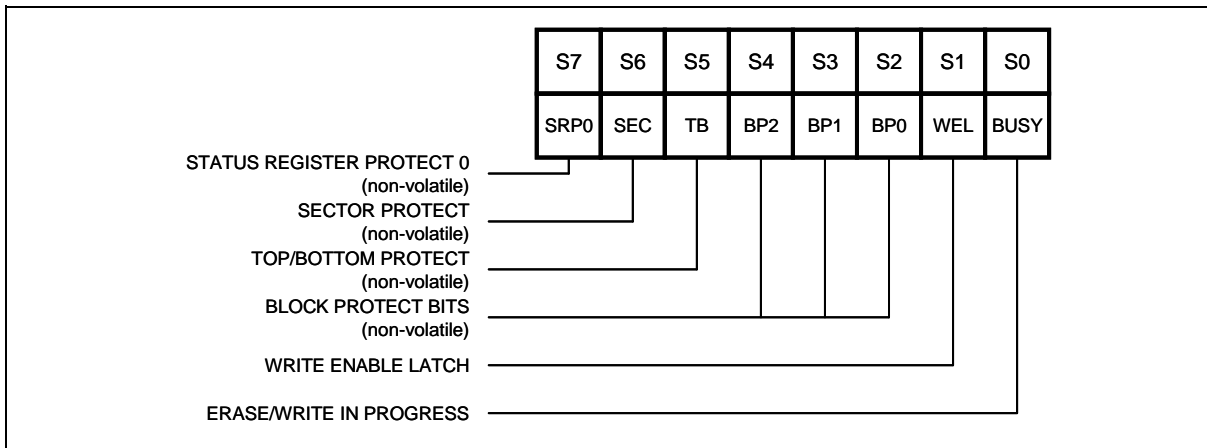 S7 S6 S5 S4 S3 S2 S1 S0
SRP0 SEC TB BP2 BP1 BP0 WEL BUSY
STATUS REGISTER PROTECT 0
(non-volatile)
SECTOR PROTECT
(non-volatile)
TOP/BOTTOM PROTECT
(non-volatile)
BLOCK PROTECT BITS
(non-volatile)
WRITE ENABLE LATCH
ERASE/WRITE IN PROGRESS